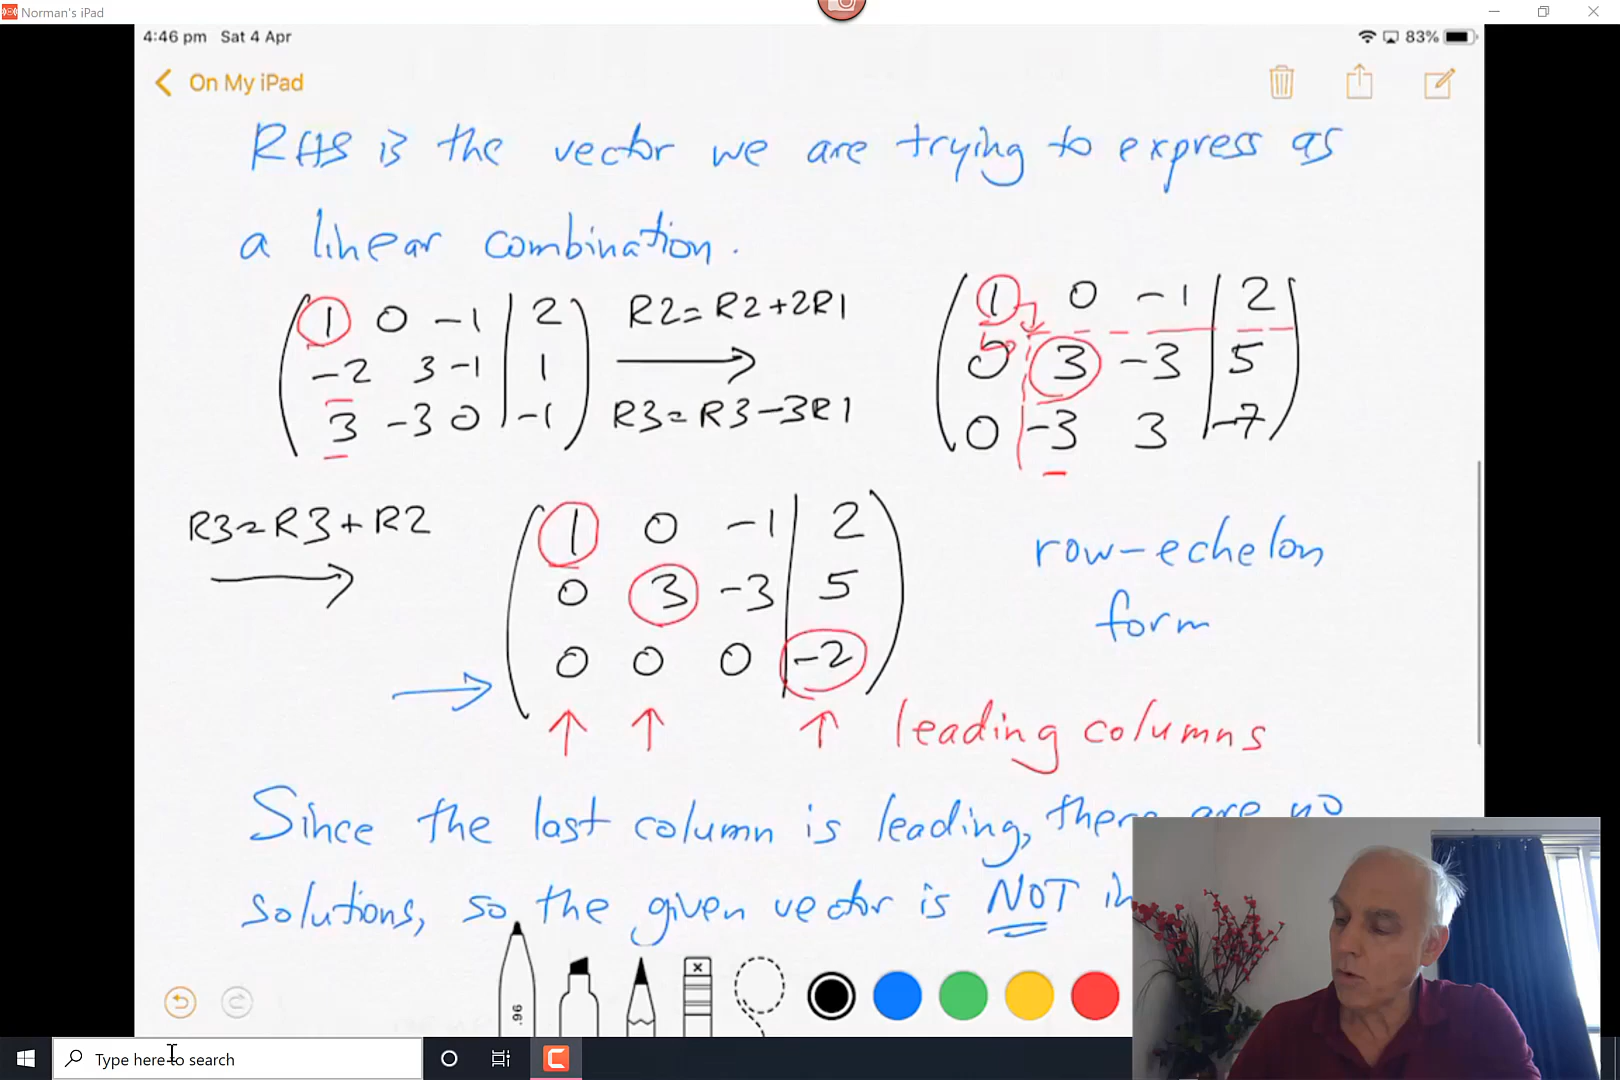 Norman's iPad
4:46 pm Sat 4 Apr
83%
On My iPad
RHS is the vector we are trying to express as
a linear combination.
1 0 -1 | 2
-2 3 -1 | 1
3 -3 0 | -1
R2=R2+2R1
R3=R3-3R1
1 0 -1 | 2
0 3 -3 | 5
0 -3 3 | -7
R3=R3+R2
1 0 -1 | 2
0 3 -3 | 5
0 0 0 | -2
row-echelon
form
leading columns
Since the last column is leading, there are no
solutions, so the given vector is NOT in
.96
Type here to search